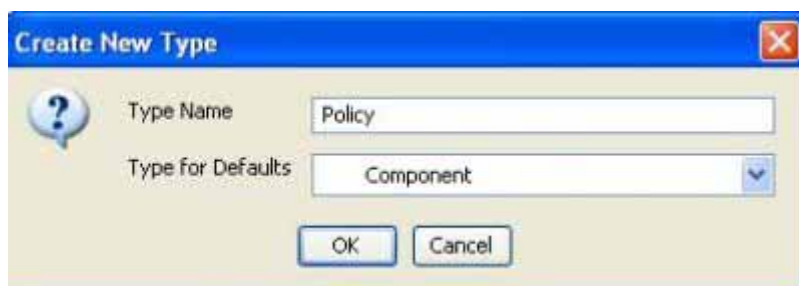 Create New Type
Type Name Policy
Type for Defaults Component
OK Cancel